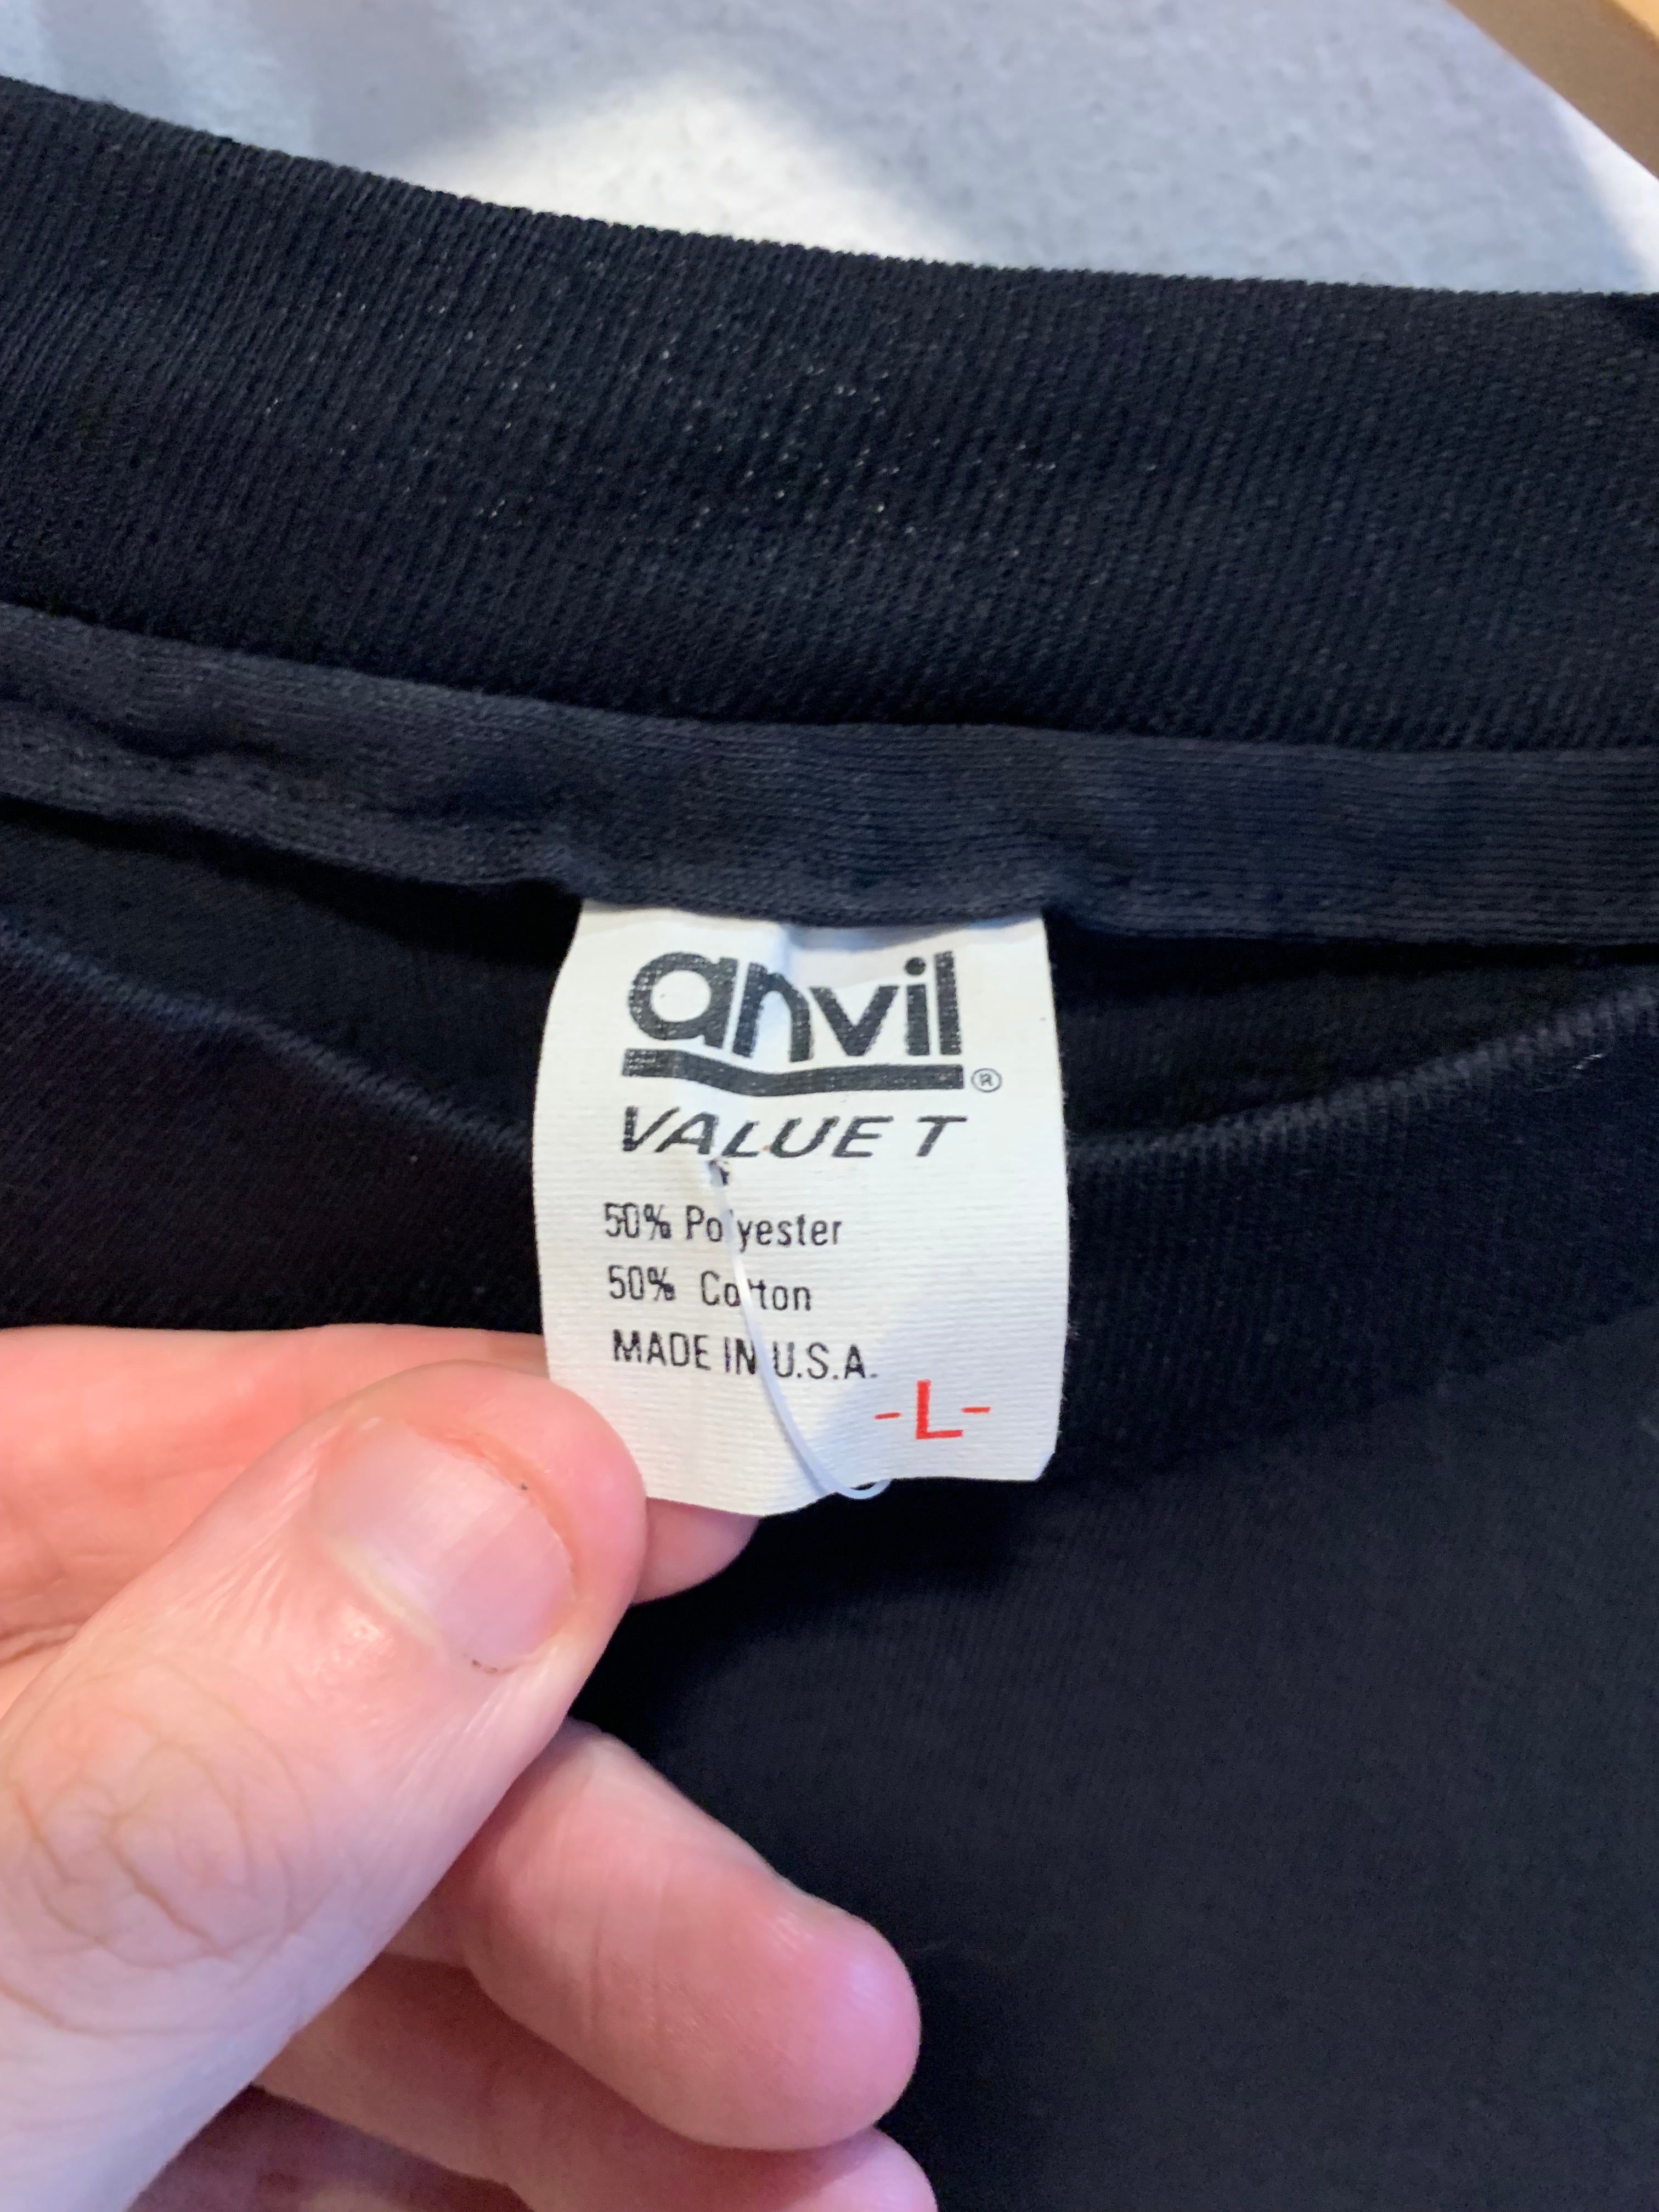 anvil®
VALUE T
50% Polyester
50% Cotton
MADE IN U.S.A.
-L-